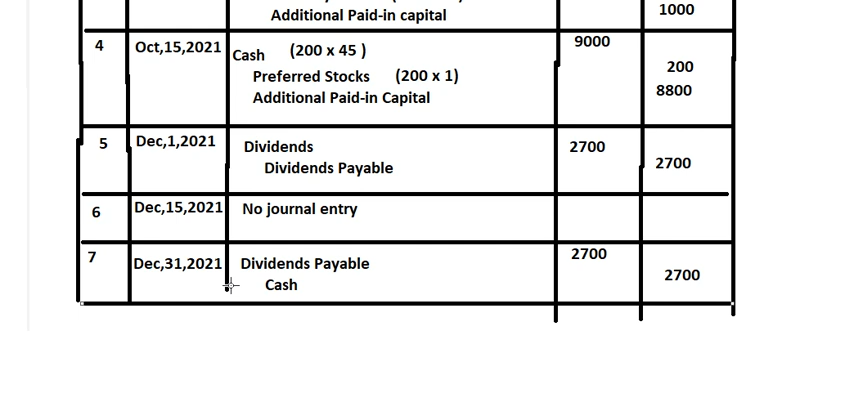 Additional Paid-in capital 1000
4 Oct,15,2021 Cash (200 x 45 ) 9000
Preferred Stocks (200 x 1) 200
Additional Paid-in Capital 8800
5 Dec,1,2021 Dividends 2700
Dividends Payable 2700
6 Dec,15,2021 No journal entry
7 Dec,31,2021 Dividends Payable 2700
Cash 2700